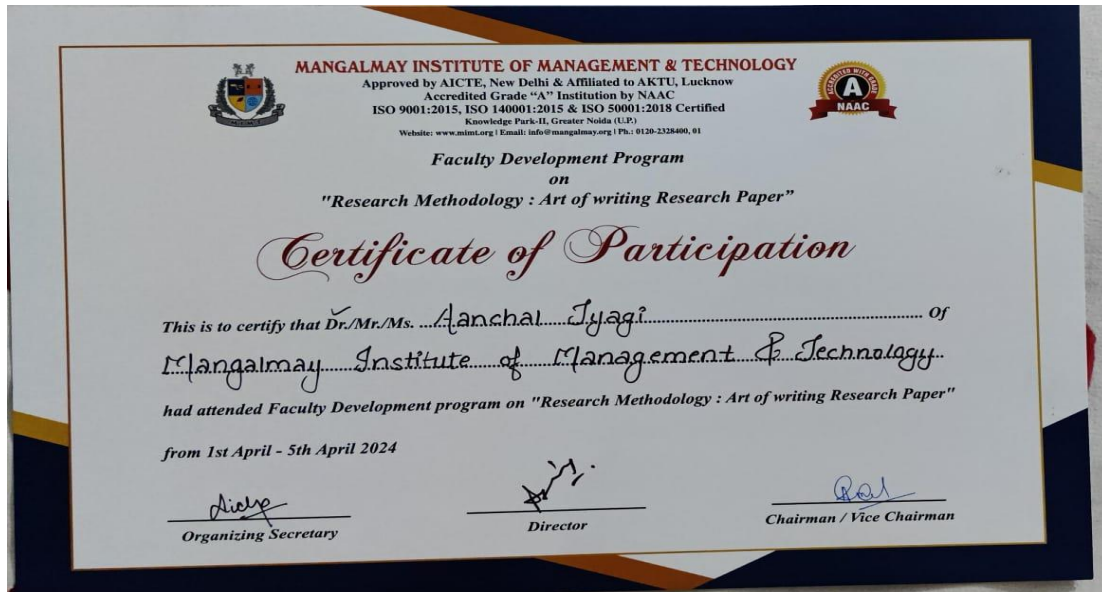 MANGALMAY INSTITUTE OF MANAGEMENT & TECHNOLOGY
Approved by AICTE, New Delhi & Affiliated to AKTU, Lucknow
Accredited Grade “A” Institution by NAAC
ISO 9001:2015, ISO 140001:2015 & ISO 50001:2018 Certified
Knowledge Park-II, Greater Noida (U.P.)
Website: www.mimt.org | Email: info@mangalmay.org | Ph.: 0120-2328400, 01
M.I.M.T.
ACCREDITED WITH GRADE
A
NAAC
Faculty Development Program
on
"Research Methodology : Art of writing Research Paper”
Certificate of Participation
This is to certify that Dr./Mr./Ms. Aanchal Tyagi Of
Mangalmay Institute of Management & Technology
had attended Faculty Development program on "Research Methodology : Art of writing Research Paper"
from 1st April - 5th April 2024
Organizing Secretary
Director
Chairman / Vice Chairman